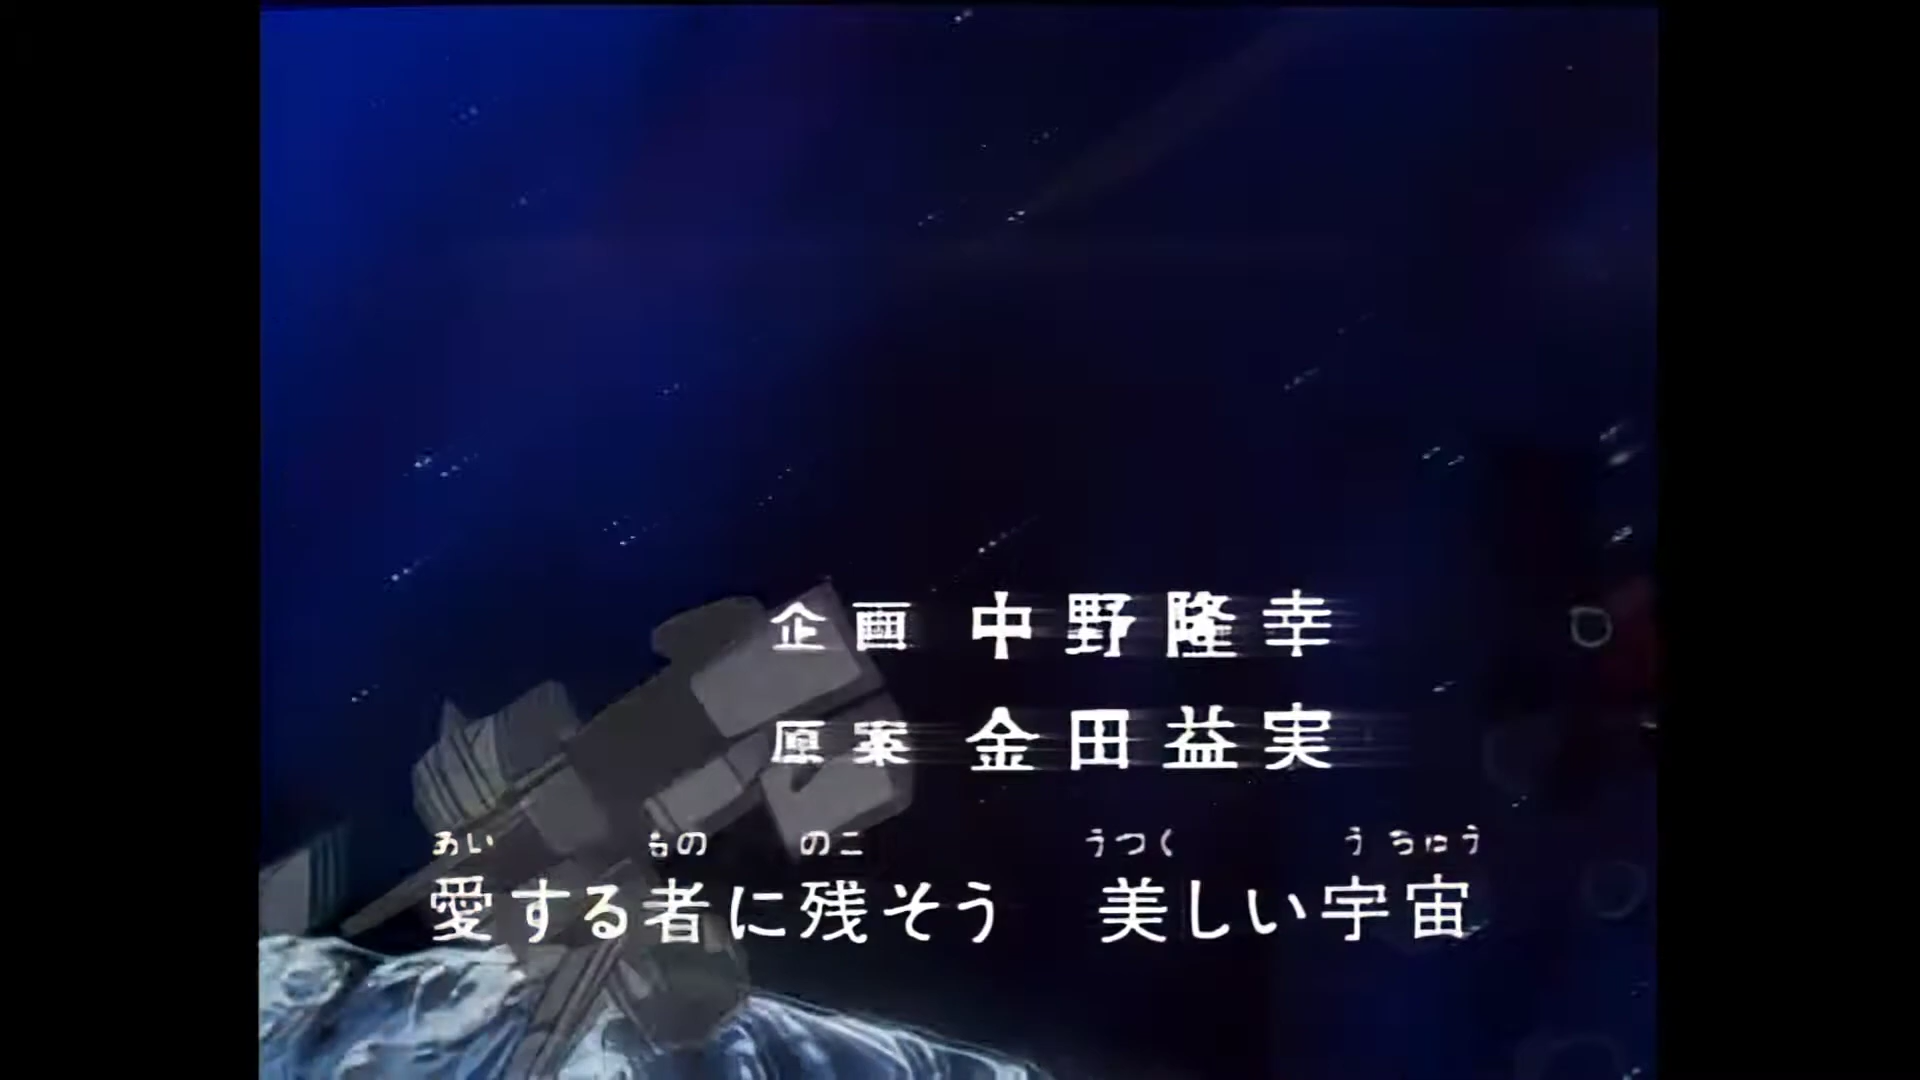 企画 中野隆幸
原案 金田益実
あい もの のこ うつく うちゅう
愛する者に残そう 美しい宇宙